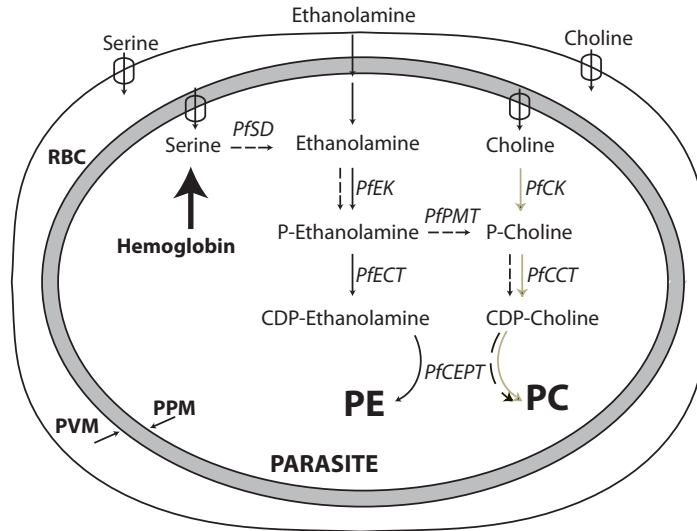 Ethanolamine
Serine
Choline
RBC
Serine
PfSD
Ethanolamine
Choline
PfEK
PfCK
Hemoglobin
P-Ethanolamine
PfPMT
P-Choline
PfECT
PfCCT
CDP-Ethanolamine
CDP-Choline
PfCEPT
PE
PC
PVM
PPM
PARASITE